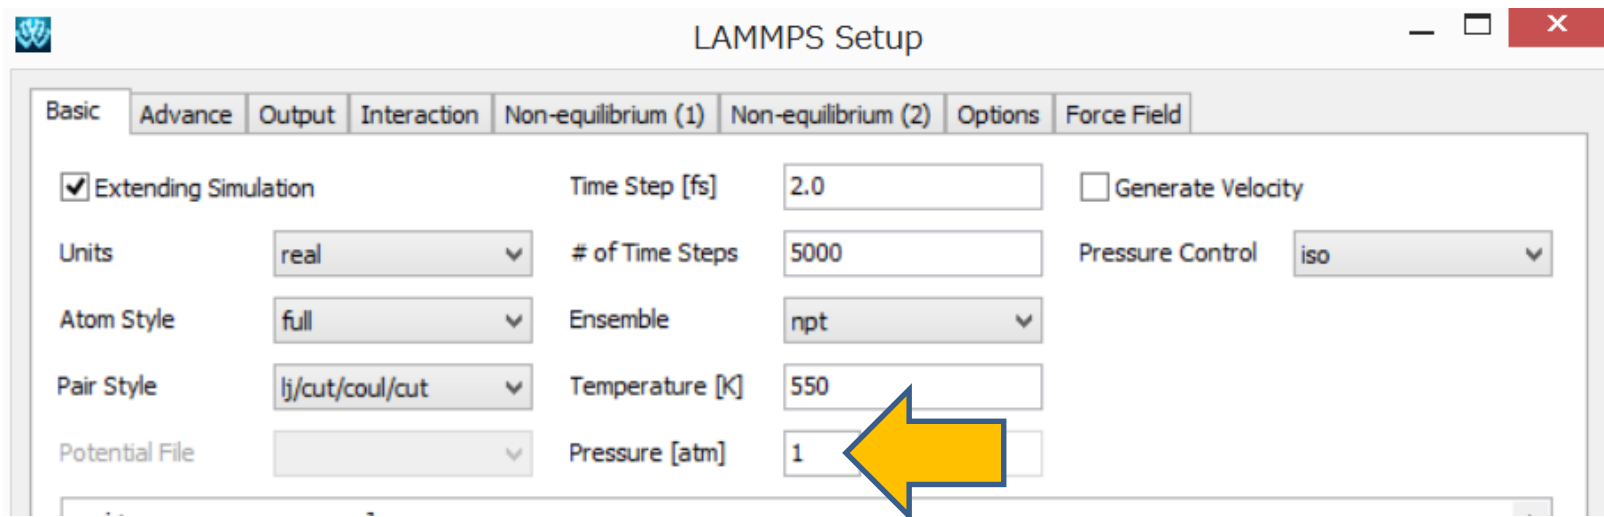 LAMMPS Setup
Basic Advance Output Interaction Non-equilibrium (1) Non-equilibrium (2) Options Force Field
Extending Simulation Time Step [fs] 2.0 Generate Velocity
Units real # of Time Steps 5000 Pressure Control iso
Atom Style full Ensemble npt
Pair Style lj/cut/coul/cut Temperature [K] 550
Potential File Pressure [atm] 1